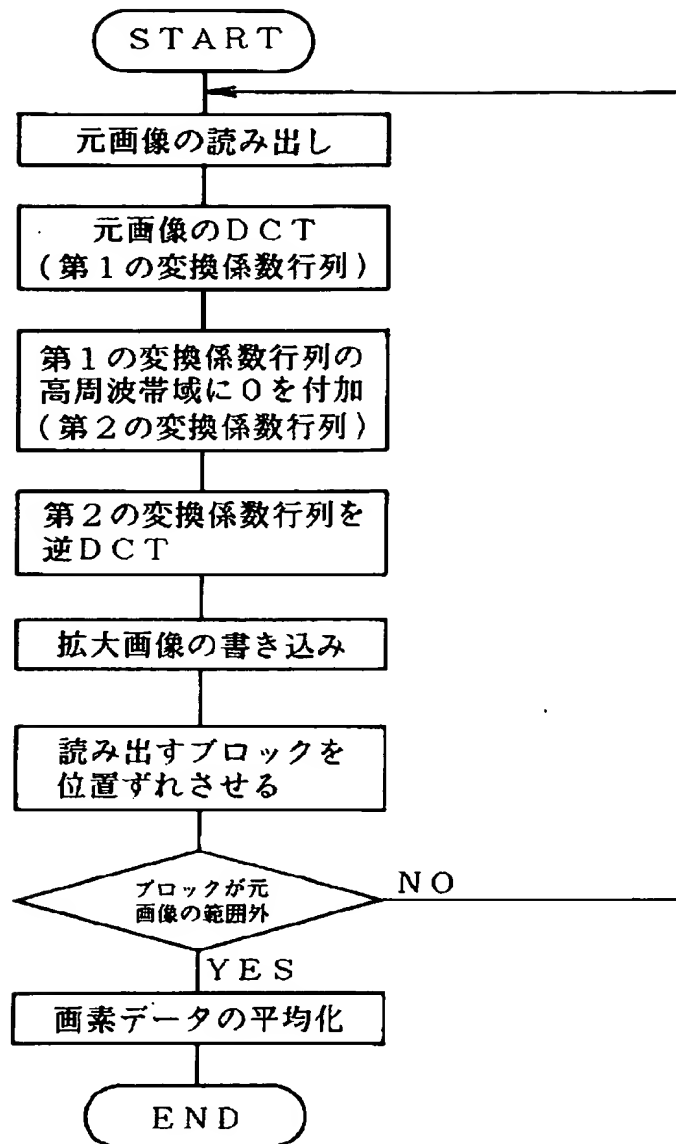 START
元画像の読み出し
元画像のDCT
(第1の変換係数行列)
第1の変換係数行列の
高周波帯域に0を付加
(第2の変換係数行列)
第2の変換係数行列を
逆DCT
拡大画像の書き込み
読み出すブロックを
位置ずれさせる
ブロックが元
画像の範囲外
NO
YES
画素データの平均化
END